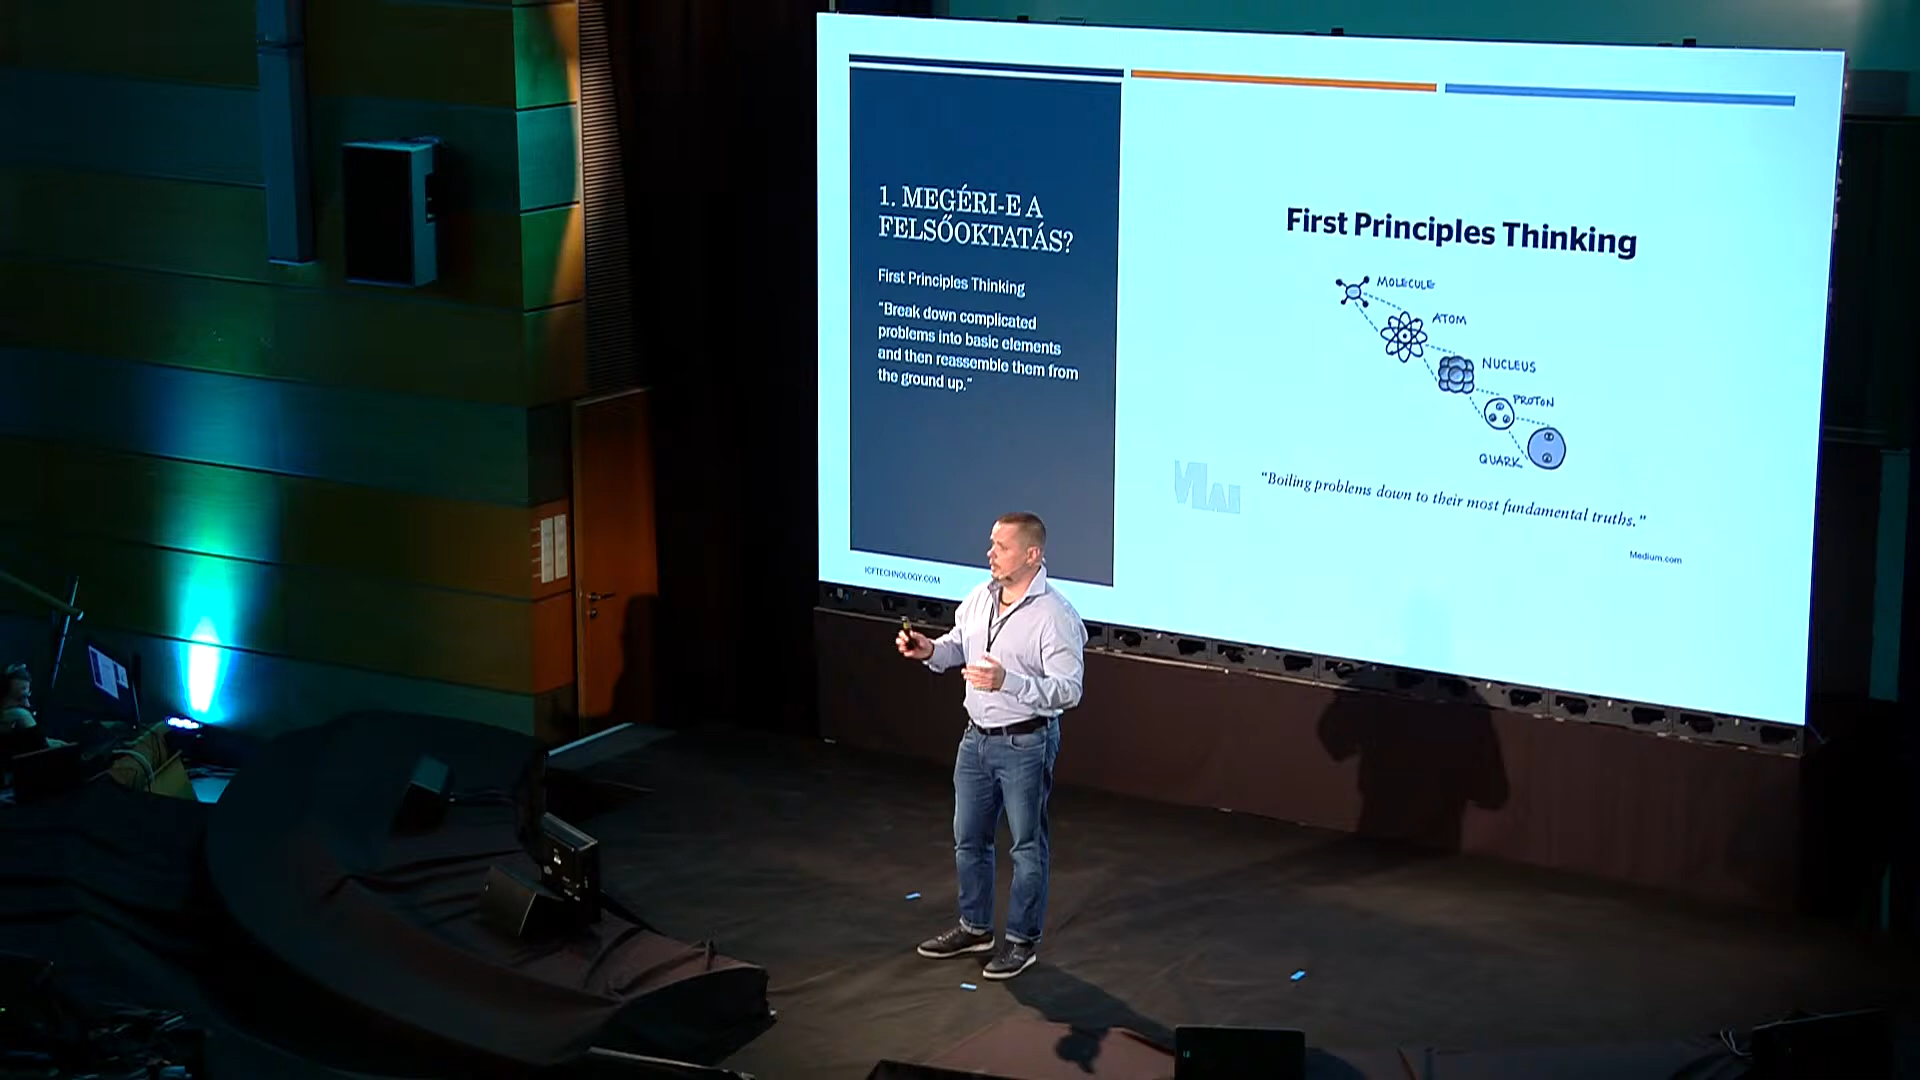 1. MEGÉRI-E A
FELSŐOKTATÁS?
First Principles Thinking
“Break down complicated
problems into basic elements
and then reassemble them from
the ground up.”
ICFTECHNOLOGY.COM
First Principles Thinking
MOLECULE
ATOM
NUCLEUS
PROTON
QUARK
“Boiling problems down to their most fundamental truths.”
Medium.com